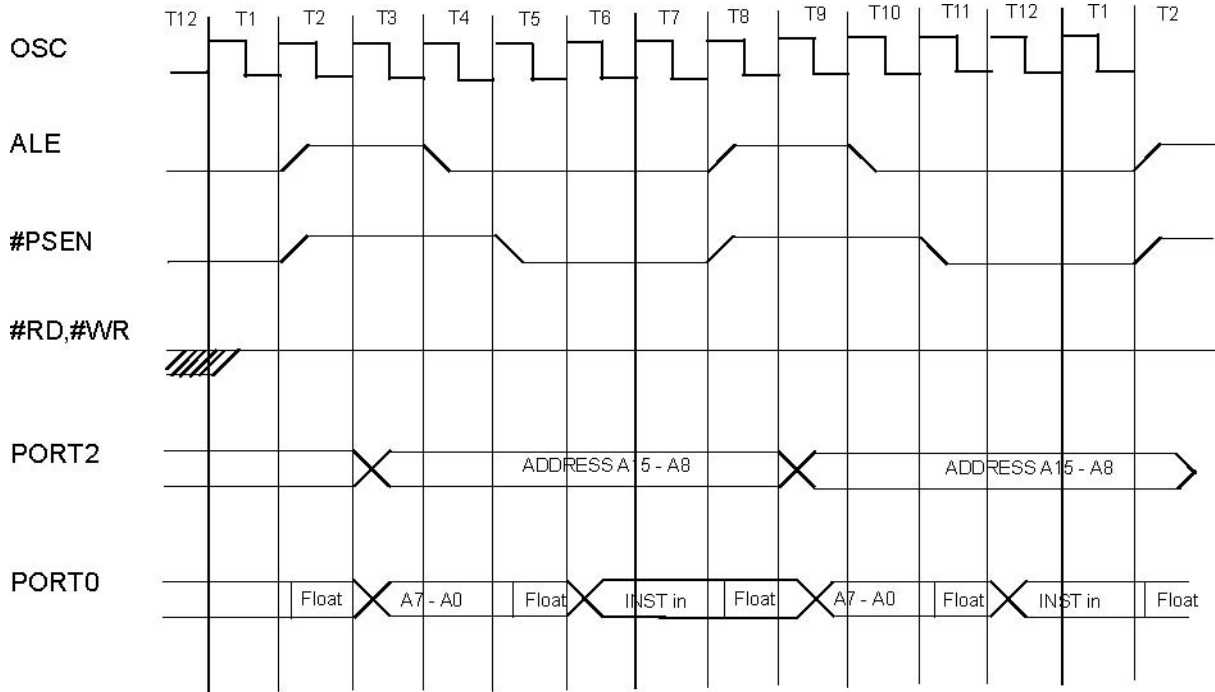 T12 T1 T2 T3 T4 T5 T6 T7 T8 T9 T10 T11 T12 T1 T2
OSC
ALE
#PSEN
#RD,#WR
PORT2 ADDRESS A15 - A8 ADDRESS A15 - A8
PORT0 Float A7 - A0 Float INST in Float A7 - A0 Float INST in Float